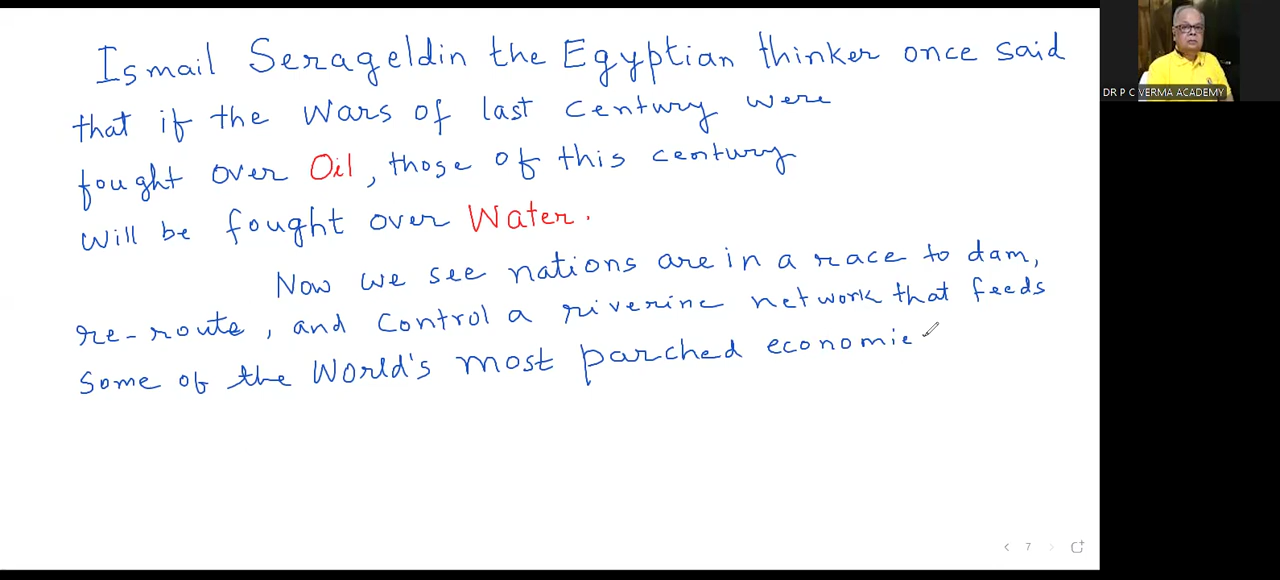 Ismail Serageldin the Egyptian thinker once said
that if the Wars of last century were
fought over Oil, those of this century
will be fought over Water.
Now we see nations are in a race to dam,
re-route, and control a riverine network that feeds
Some of the World's most parched economie
DR P C VERMA ACADEMY
7